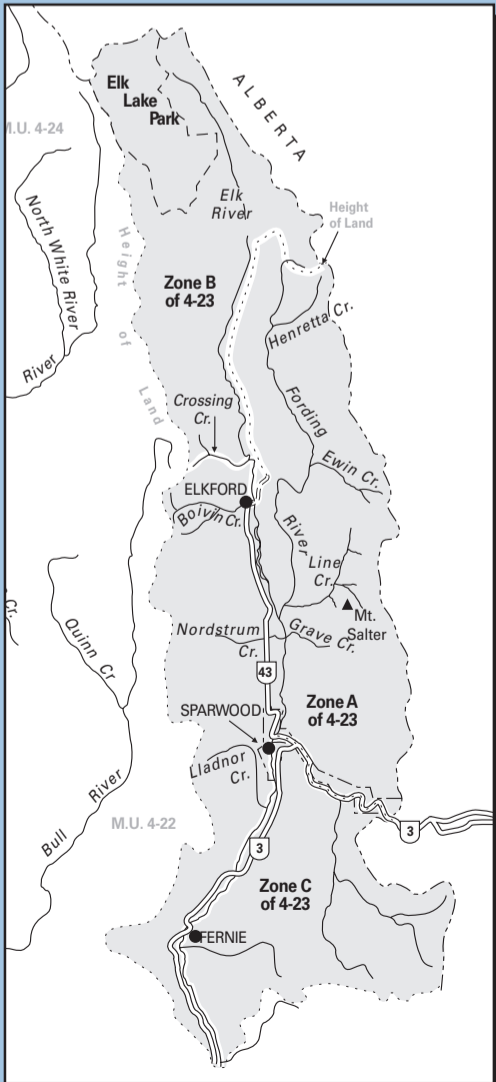 ALBERTA
Elk
Lake
Park
M.U. 4-24
Elk
River
Height
of Land
North White River
Height of Land
Zone B
of 4-23
Henretta Cr.
River
Crossing
Cr.
Fording
River
Ewin Cr.
ELKFORD
Boivin Cr.
Line
Cr.
Mt.
Salter
Cr.
Quinn Cr
Nordstrum
Cr.
Grave Cr.
43
Zone A
of 4-23
SPARWOOD
Lladnor
Cr.
Bull River
M.U. 4-22
3
3
Zone C
of 4-23
FERNIE